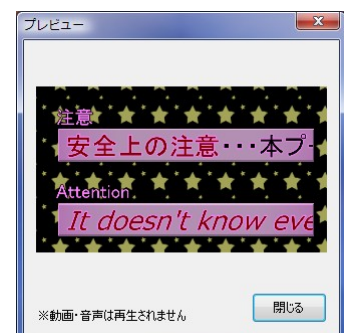 プレビュー
注意
安全上の注意・・・本プ
Attention
It doesn't know eve
※動画・音声は再生されません
閉じる